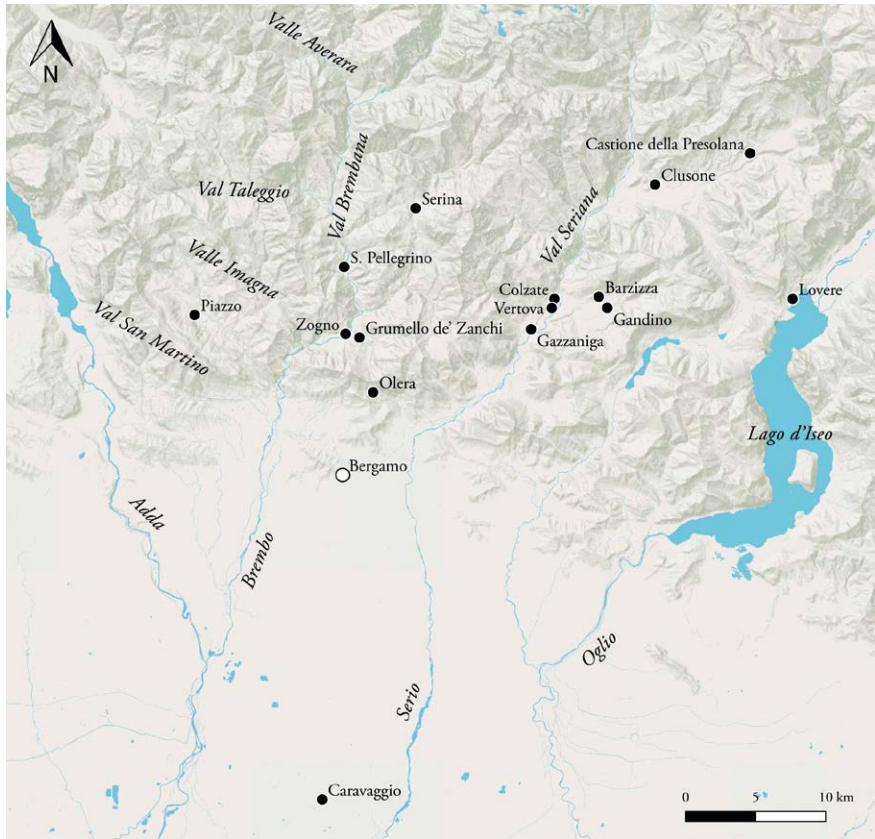 Valle Averara
N
Castione della Presolana
Clusone
Val Taleggio
Val Brembana
Serina
Val Seriana
S. Pellegrino
Valle Imagna
Colzate
Barzizza
Lovere
Vertova
Gandino
Piazzo
Val San Martino
Zogno
Grumello de' Zanchi
Gazzaniga
Olera
Lago d'Iseo
Bergamo
Adda
Brembo
Oglio
Serio
Caravaggio
0 5 10 km